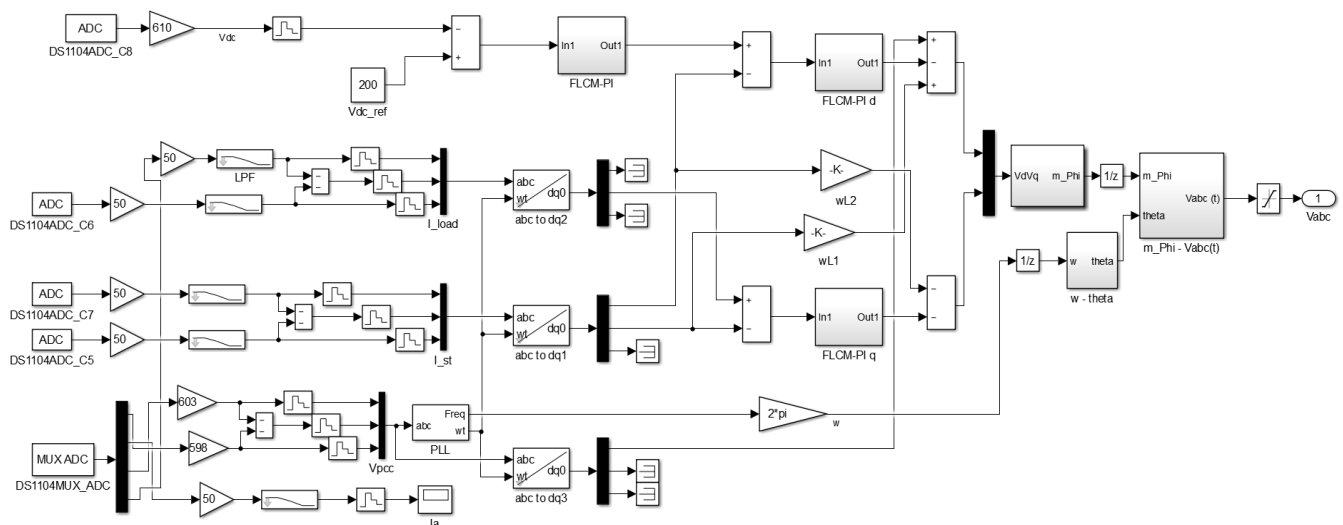 ADC
DS1104ADC_C8
610
Vdc
200
Vdc_ref
In1 Out1
FLCM-PI
In1 Out1
FLCM-PI d
50
LPF
ADC
DS1104ADC_C6
50
I_load
abc dq0
wt
abc to dq2
-K-
wL2
-K-
wL1
VdVq m_Phi
1/z
m_Phi
Vabc (t)
theta
m_Phi - Vabc(t)
1
Vabc
1/z
w theta
w - theta
ADC
DS1104ADC_C7
50
ADC
DS1104ADC_C5
50
I_st
abc dq0
wt
abc to dq1
In1 Out1
FLCM-PI q
603
598
Vpcc
abc Freq
wt
PLL
2*pi
w
MUX ADC
DS1104MUX_ADC
50
Ia
abc dq0
wt
abc to dq3